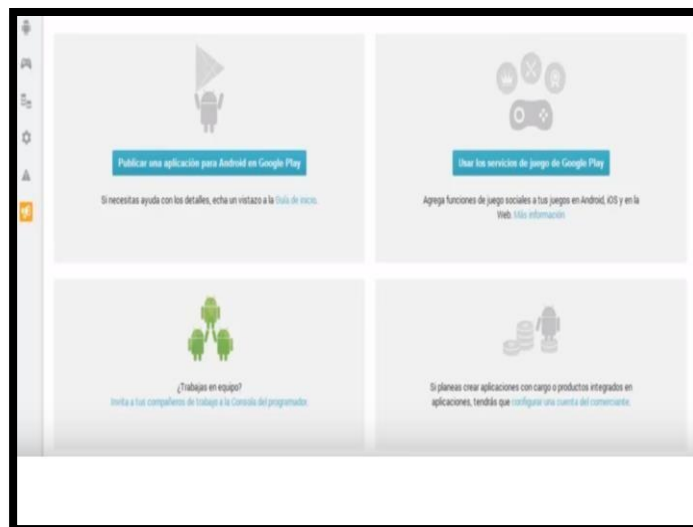 Publicar una aplicación para Android en Google Play
Si necesitas ayuda con los detalles, echa un vistazo a la Guía de inicio.
Usar los servicios de juego de Google Play
Agrega funciones de juego sociales a tus juegos en Android, iOS y en la
Web. Más información
¿Trabajas en equipo?
Invita a tus compañeros de trabajo a la Consola del programador.
Si planeas crear aplicaciones con cargo o productos integrados en
aplicaciones, tendrás que configurar una cuenta del comerciante.